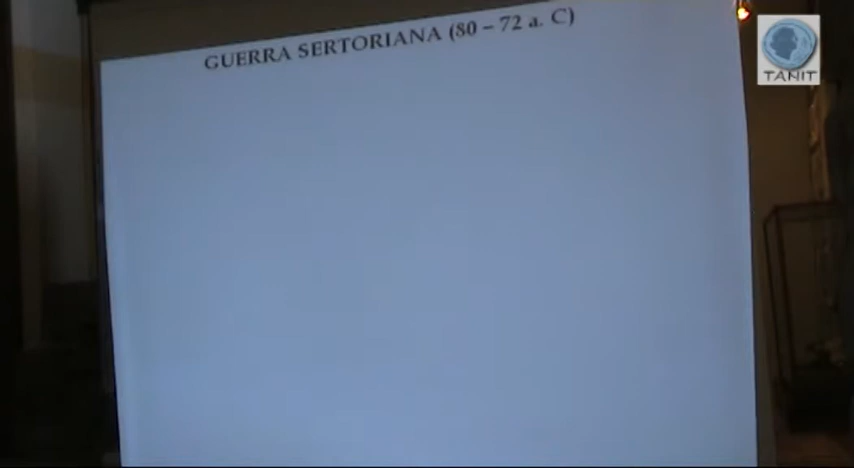 GUERRA SERTORIANA (80 – 72 a. C)
TANIT